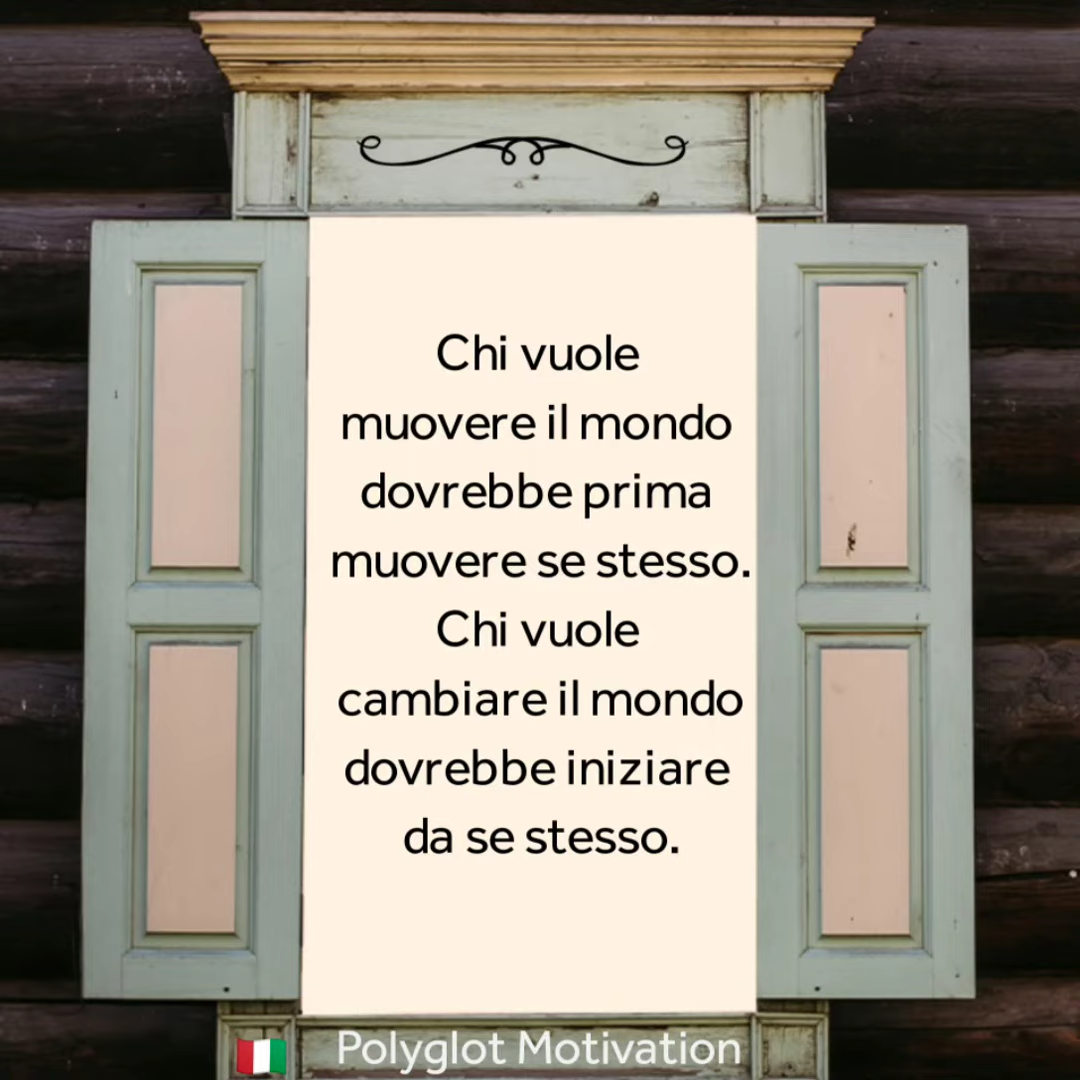 Chi vuole
muovere il mondo
dovrebbe prima
muovere se stesso.
Chi vuole
cambiare il mondo
dovrebbe iniziare
da se stesso.
Polyglot Motivation